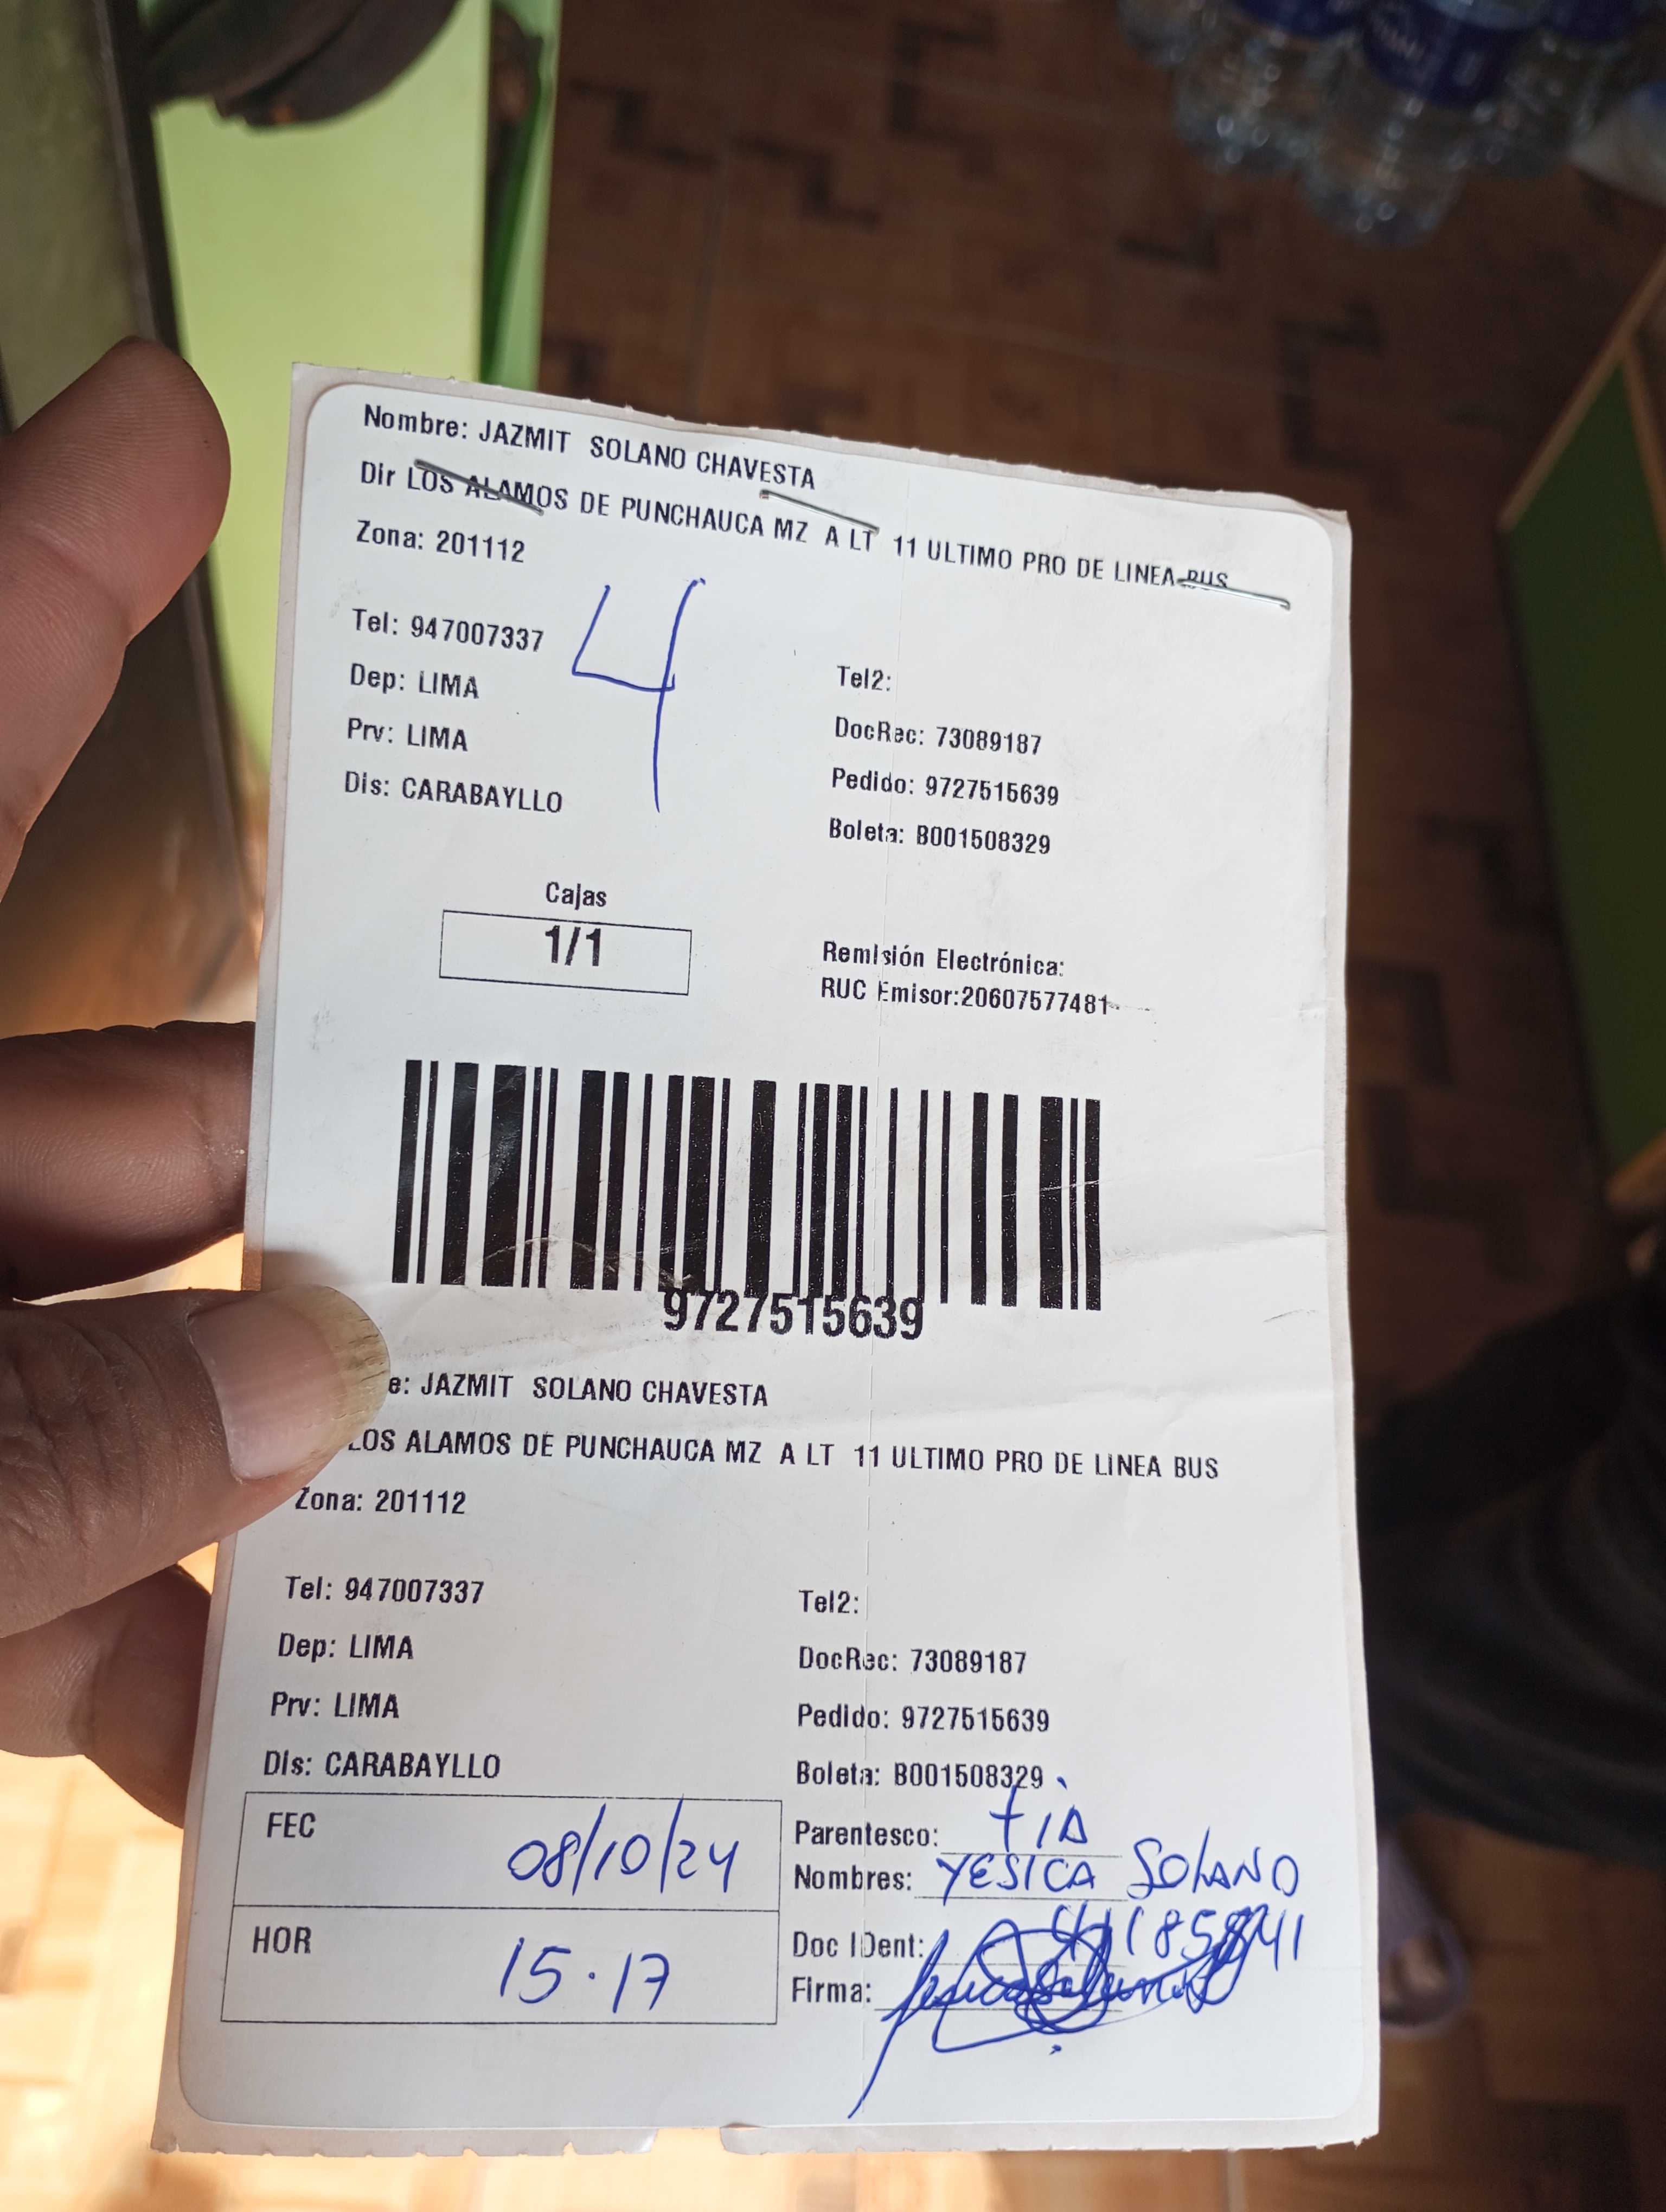 Nombre: JAZMIT SOLANO CHAVESTA
Dir LOS ALAMOS DE PUNCHAUCA MZ A LT 11 ULTIMO PRO DE LINEA BUS
Zona: 201112
4
Tel: 947007337
Tel2:
Dep: LIMA
DocRec: 73089187
Prv: LIMA
Pedido: 9727515639
Dis: CARABAYLLO
Boleta: B001508329
Cajas
1/1
Remisión Electrónica:
RUC Emisor:20607577481
9727515639
e: JAZMIT SOLANO CHAVESTA
LOS ALAMOS DE PUNCHAUCA MZ A LT 11 ULTIMO PRO DE LINEA BUS
Zona: 201112
Tel: 947007337
Tel2:
Dep: LIMA
DocRec: 73089187
Prv: LIMA
Pedido: 9727515639
Dis: CARABAYLLO
Boleta: B001508329
FEC 08/10/24
Parentesco: TIA
Nombres: YESICA SOLANO
HOR 15.17
Doc IDent:
Firma: